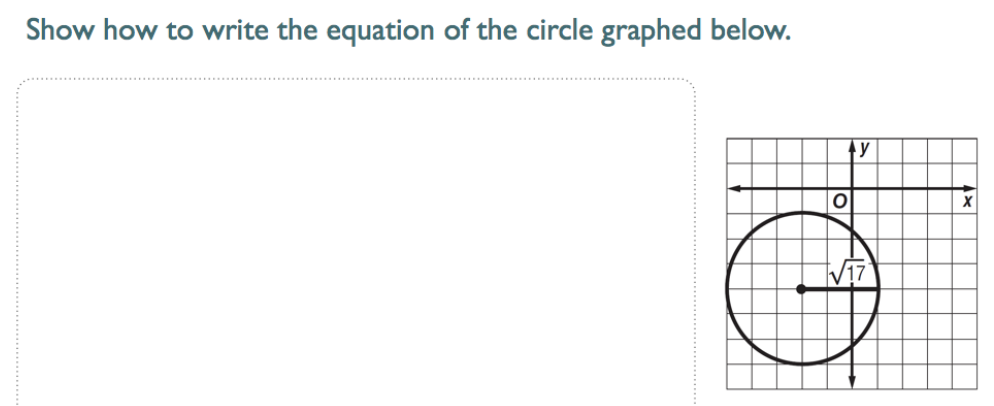 Show how to write the equation of the circle graphed below.
y
O
x
√17